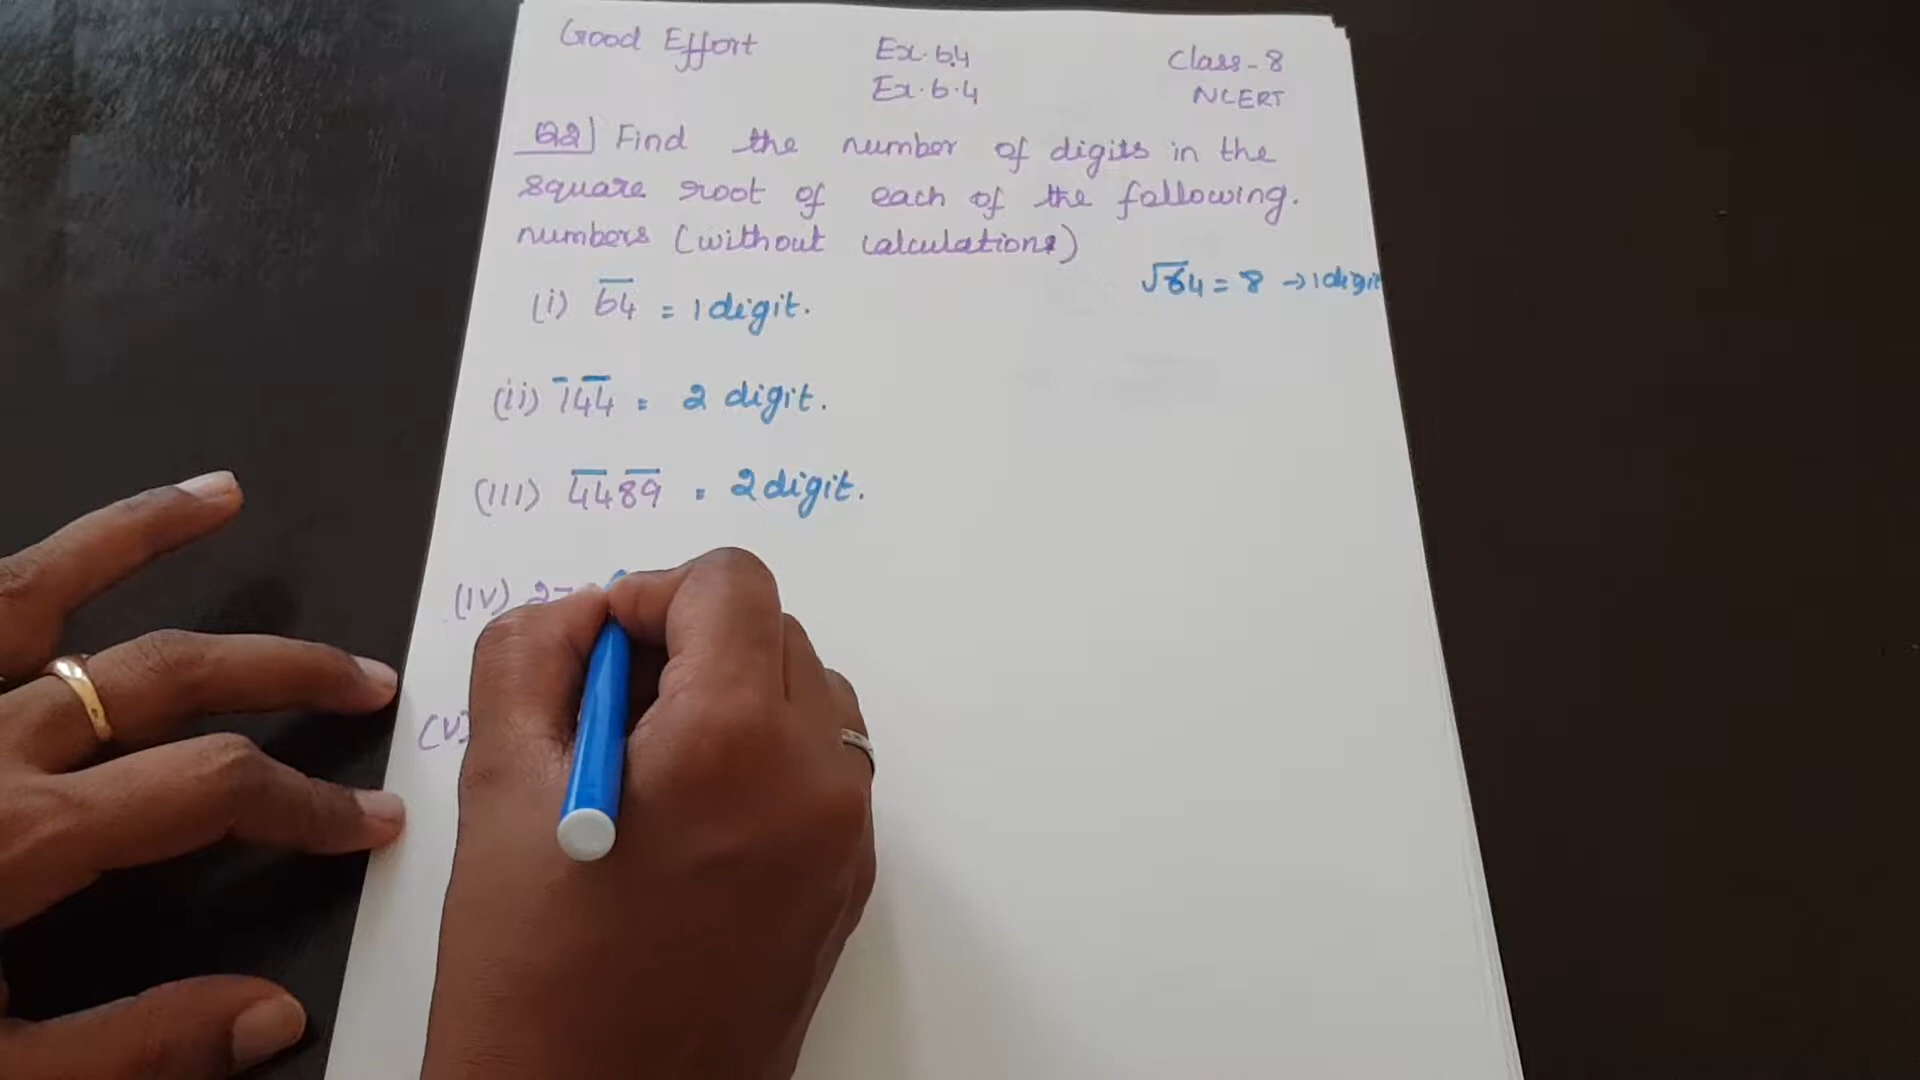 Good Effort
Ex. 6.4
Class - 8
Ex. 6.4
NCERT
Q2) Find the number of digits in the
square root of each of the following.
numbers (without calculations)
√64 = 8 → 1 digit
(i) 64 = 1 digit.
(ii) 144 = 2 digit.
(iii) 4489 = 2 digit.
(iv) 27
(v)